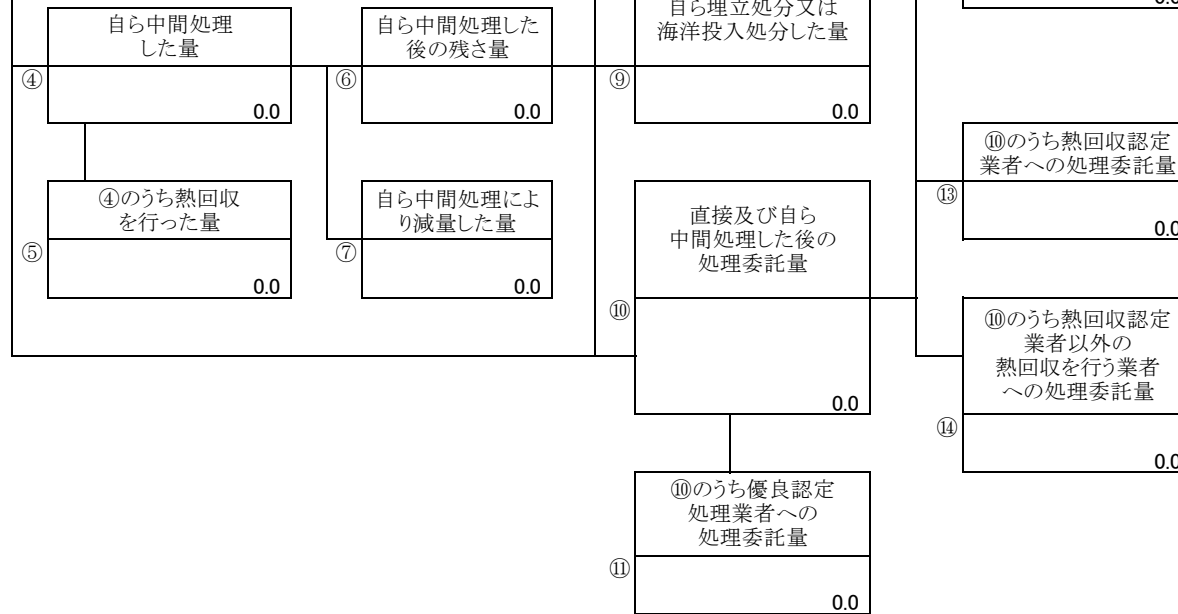 自ら中間処理
した量
④
0.0
自ら中間処理した
後の残さ量
⑥
0.0
自ら埋立処分又は
海洋投入処分した量
⑨
0.0
④のうち熱回収
を行った量
⑤
0.0
自ら中間処理によ
り減量した量
⑦
0.0
直接及び自ら
中間処理した後の
処理委託量
⑩
0.0
⑩のうち優良認定
処理業者への
処理委託量
⑪
0.0
⑩のうち熱回収認定
業者への処理委託量
⑬
0.0
⑩のうち熱回収認定
業者以外の
熱回収を行う業者
への処理委託量
⑭
0.0